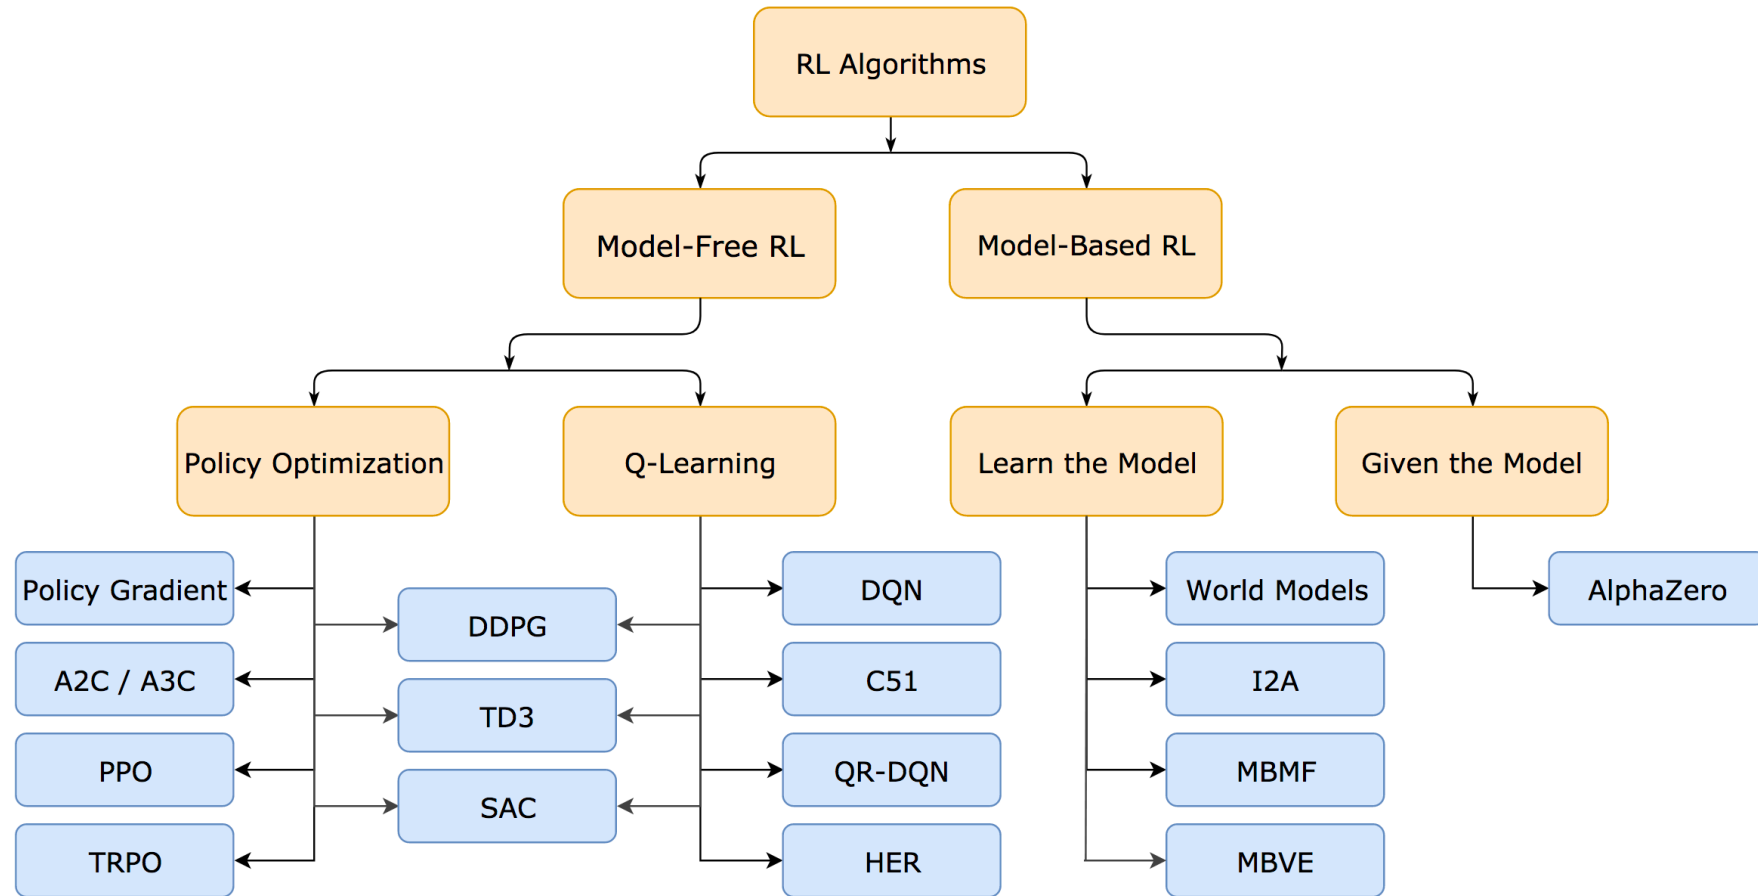 RL Algorithms
Model-Free RL
Model-Based RL
Policy Optimization
Q-Learning
Learn the Model
Given the Model
Policy Gradient
DDPG
DQN
World Models
AlphaZero
A2C / A3C
TD3
C51
I2A
PPO
SAC
QR-DQN
MBMF
TRPO
HER
MBVE